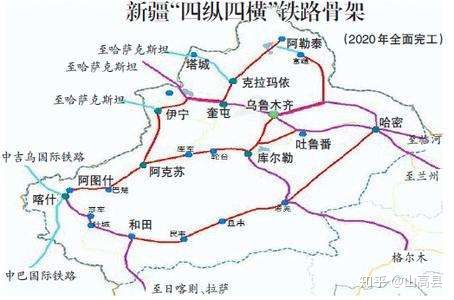 新疆“四纵四横”铁路骨架
(2020年全面完工)
至哈萨克斯坦
阿勒泰
塔城
富蕴
至哈萨克斯坦
克拉玛依
至哈萨克斯坦
伊宁
奎屯
乌鲁木齐
哈密
吐鲁番
至临河
中吉乌国际铁路
库车
轮台
库尔勒
至兰州
阿图什
阿克苏
巴楚
喀什
莎车
叶城
和田
民丰
且末
若羌
格尔木
中巴国际铁路
至日喀则、拉萨
知乎 @山高县